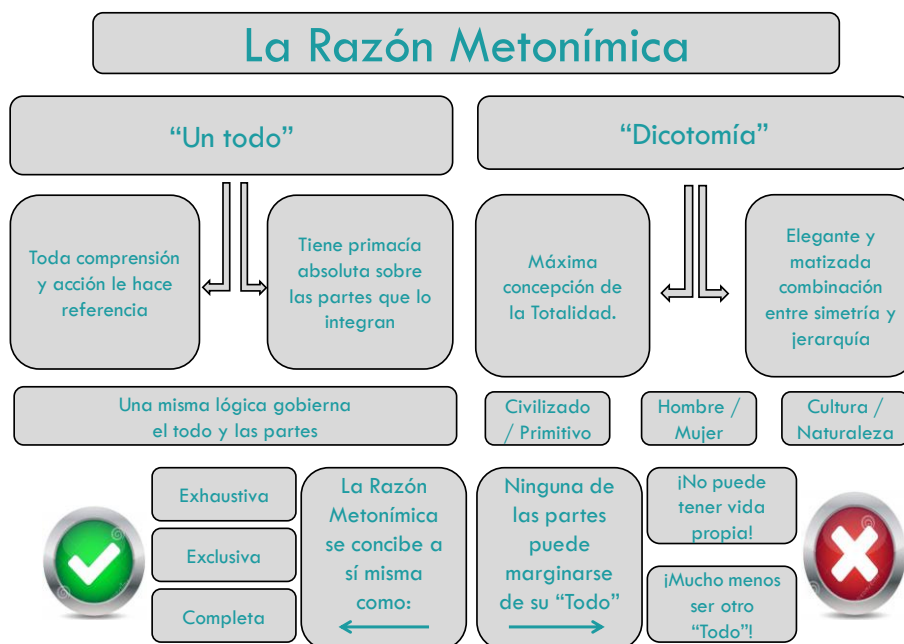 La Razón Metonímica
“Un todo”
“Dicotomía”
Toda comprensión
y acción le hace
referencia
Tiene primacía
absoluta sobre
las partes que lo
integran
Máxima
concepción de
la Totalidad.
Elegante y
matizada
combinación
entre simetría y
jerarquía
Una misma lógica gobierna
el todo y las partes
Civilizado
/ Primitivo
Hombre /
Mujer
Cultura /
Naturaleza
Exhaustiva
Exclusiva
Completa
La Razón
Metonímica
se concibe a
sí misma
como:
Ninguna de
las partes
puede
marginarse
de su “Todo”
¡No puede
tener vida
propia!
¡Mucho menos
ser otro
“Todo”!